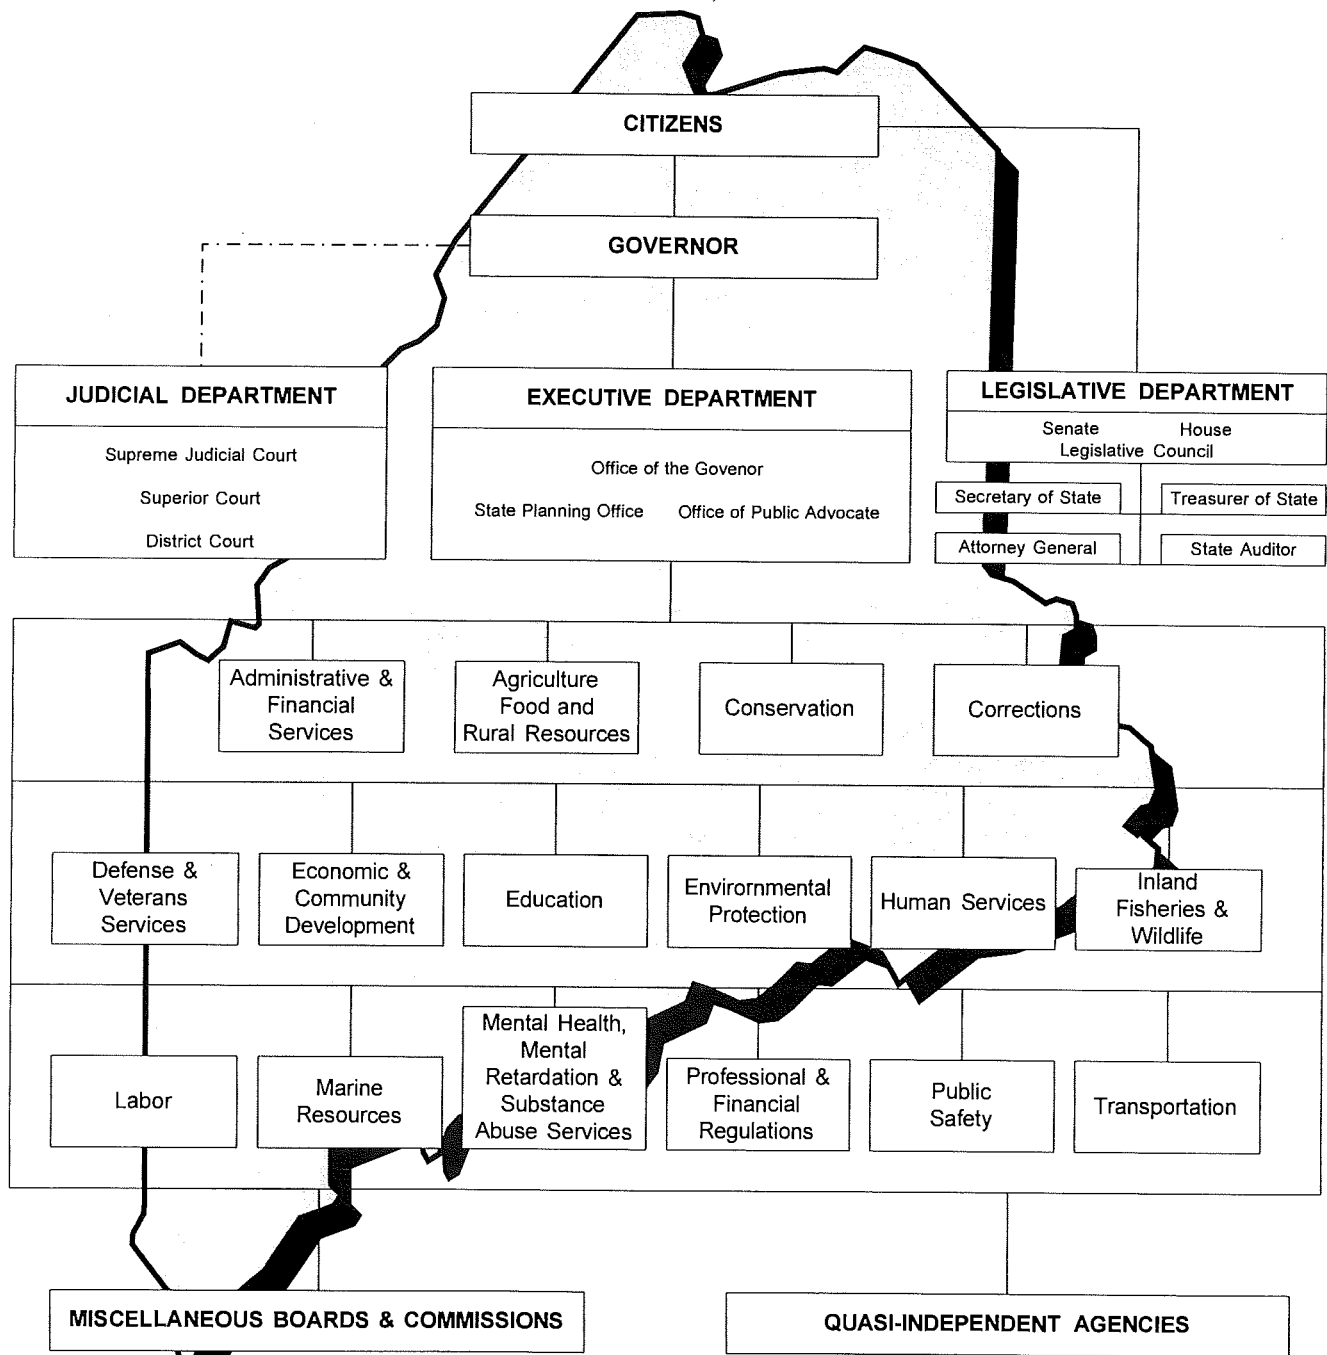 CITIZENS
GOVERNOR
JUDICIAL DEPARTMENT
Supreme Judicial Court
Superior Court
District Court
EXECUTIVE DEPARTMENT
Office of the Govenor
State Planning Office Office of Public Advocate
LEGISLATIVE DEPARTMENT
Senate House
Legislative Council
Secretary of State
Treasurer of State
Attorney General
State Auditor
Administrative &
Financial
Services
Agriculture
Food and
Rural Resources
Conservation
Corrections
Defense &
Veterans
Services
Economic &
Community
Development
Education
Envirornmental
Protection
Human Services
Inland
Fisheries &
Wildlife
Labor
Marine
Resources
Mental Health,
Mental
Retardation &
Substance
Abuse Services
Professional &
Financial
Regulations
Public
Safety
Transportation
MISCELLANEOUS BOARDS & COMMISSIONS
QUASI-INDEPENDENT AGENCIES